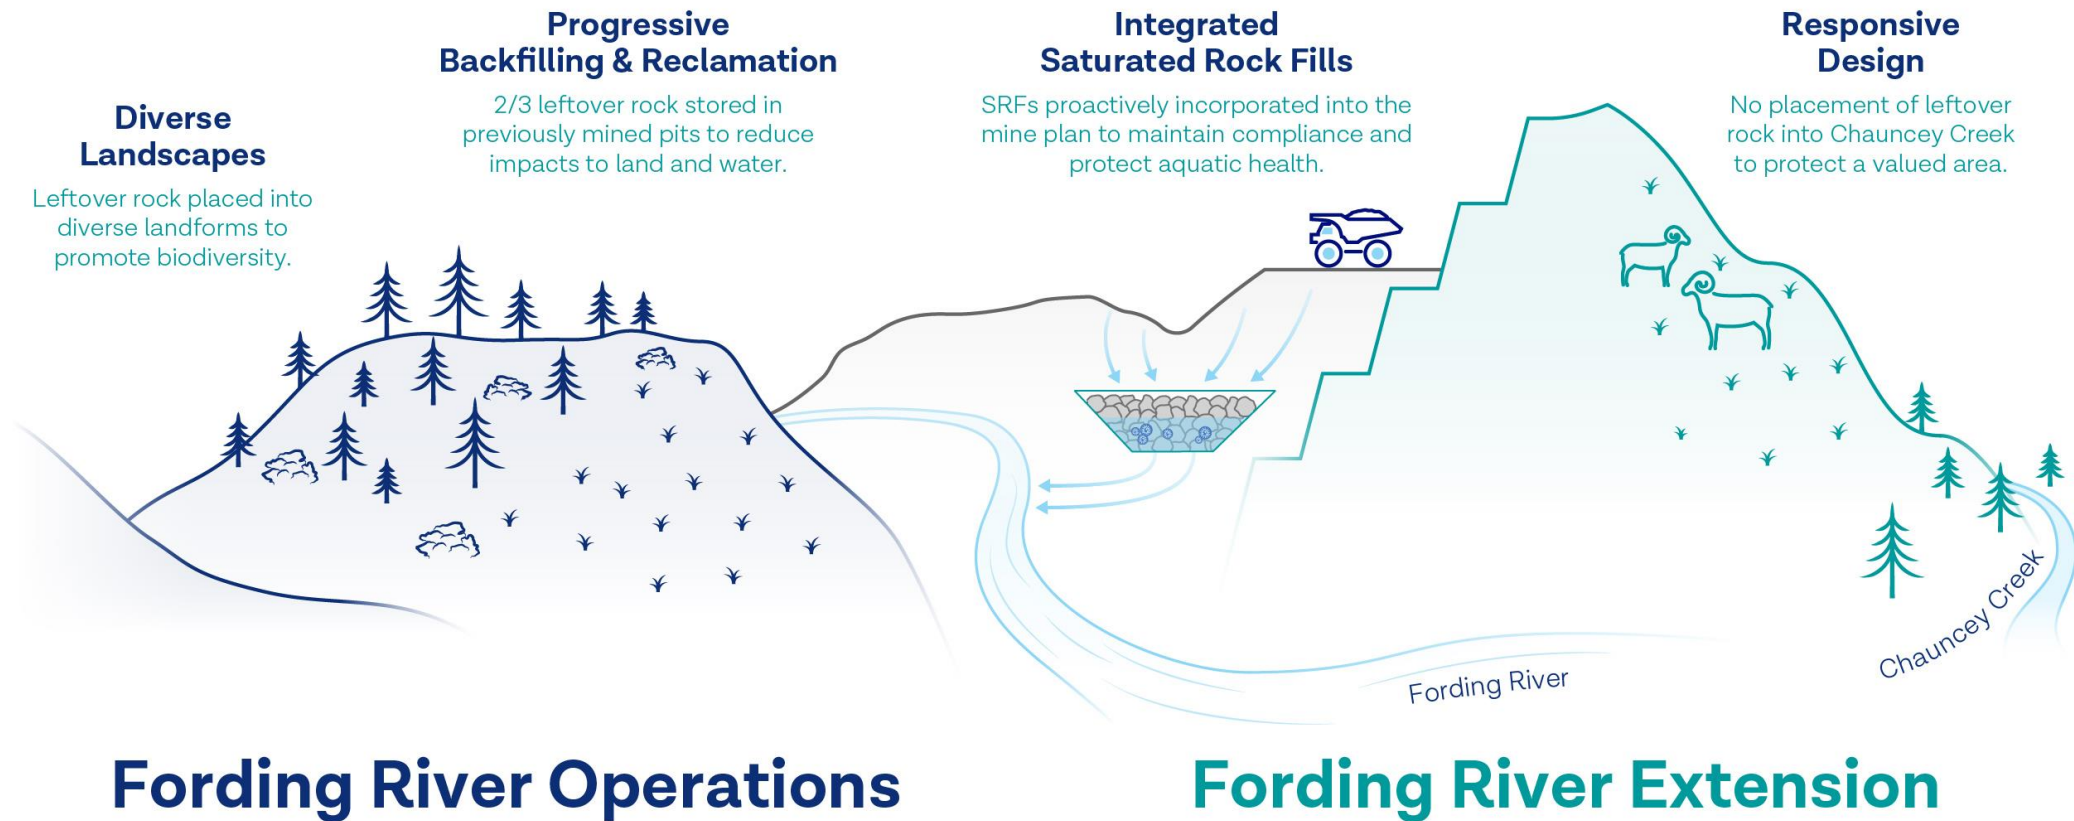 Diverse
Landscapes
Leftover rock placed into
diverse landforms to
promote biodiversity.
Progressive
Backfilling & Reclamation
2/3 leftover rock stored in
previously mined pits to reduce
impacts to land and water.
Integrated
Saturated Rock Fills
SRFs proactively incorporated into the
mine plan to maintain compliance and
protect aquatic health.
Responsive
Design
No placement of leftover
rock into Chauncey Creek
to protect a valued area.
Fording River
Chauncey Creek
Fording River Operations
Fording River Extension